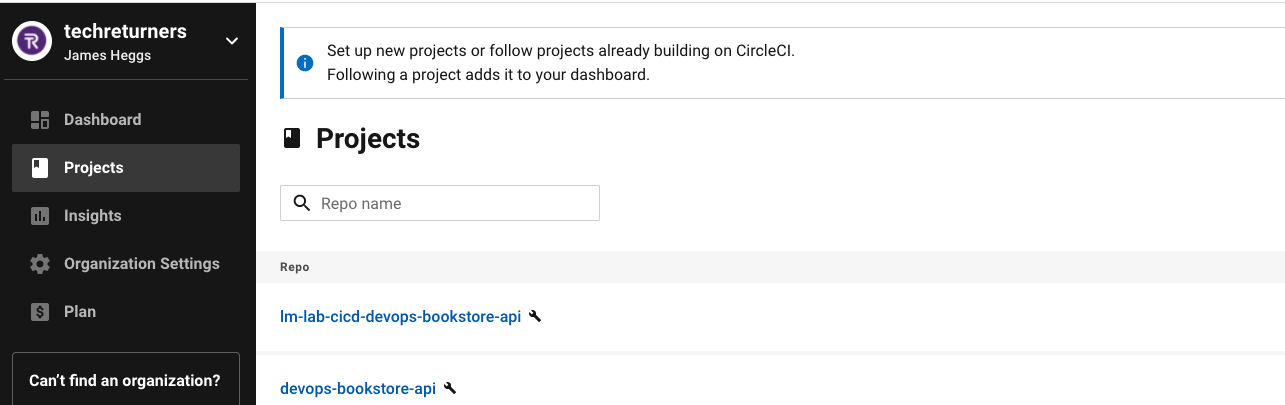 techreturners
James Heggs
Dashboard
Projects
Insights
Organization Settings
Plan
Can't find an organization?
Set up new projects or follow projects already building on CircleCI.
Following a project adds it to your dashboard.
Projects
Repo name
Repo
lm-lab-cicd-devops-bookstore-api
devops-bookstore-api